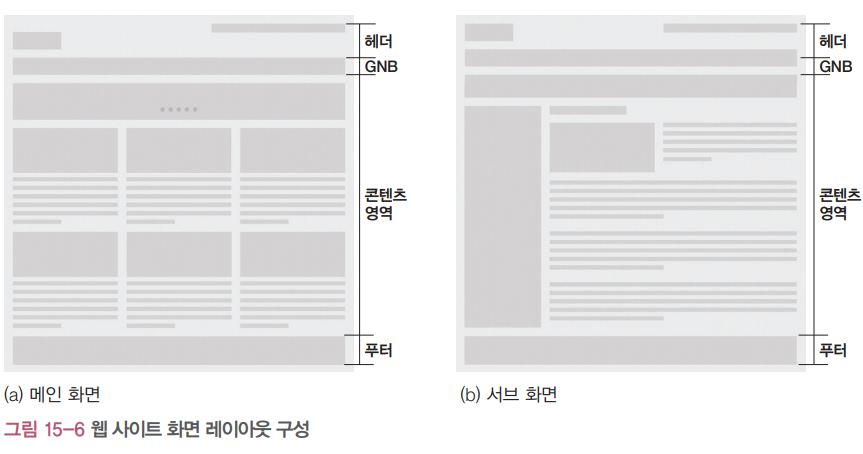 헤더
GNB
콘텐츠
영역
푸터
(a) 메인 화면
헤더
GNB
콘텐츠
영역
푸터
(b) 서브 화면
그림 15-6 웹 사이트 화면 레이아웃 구성